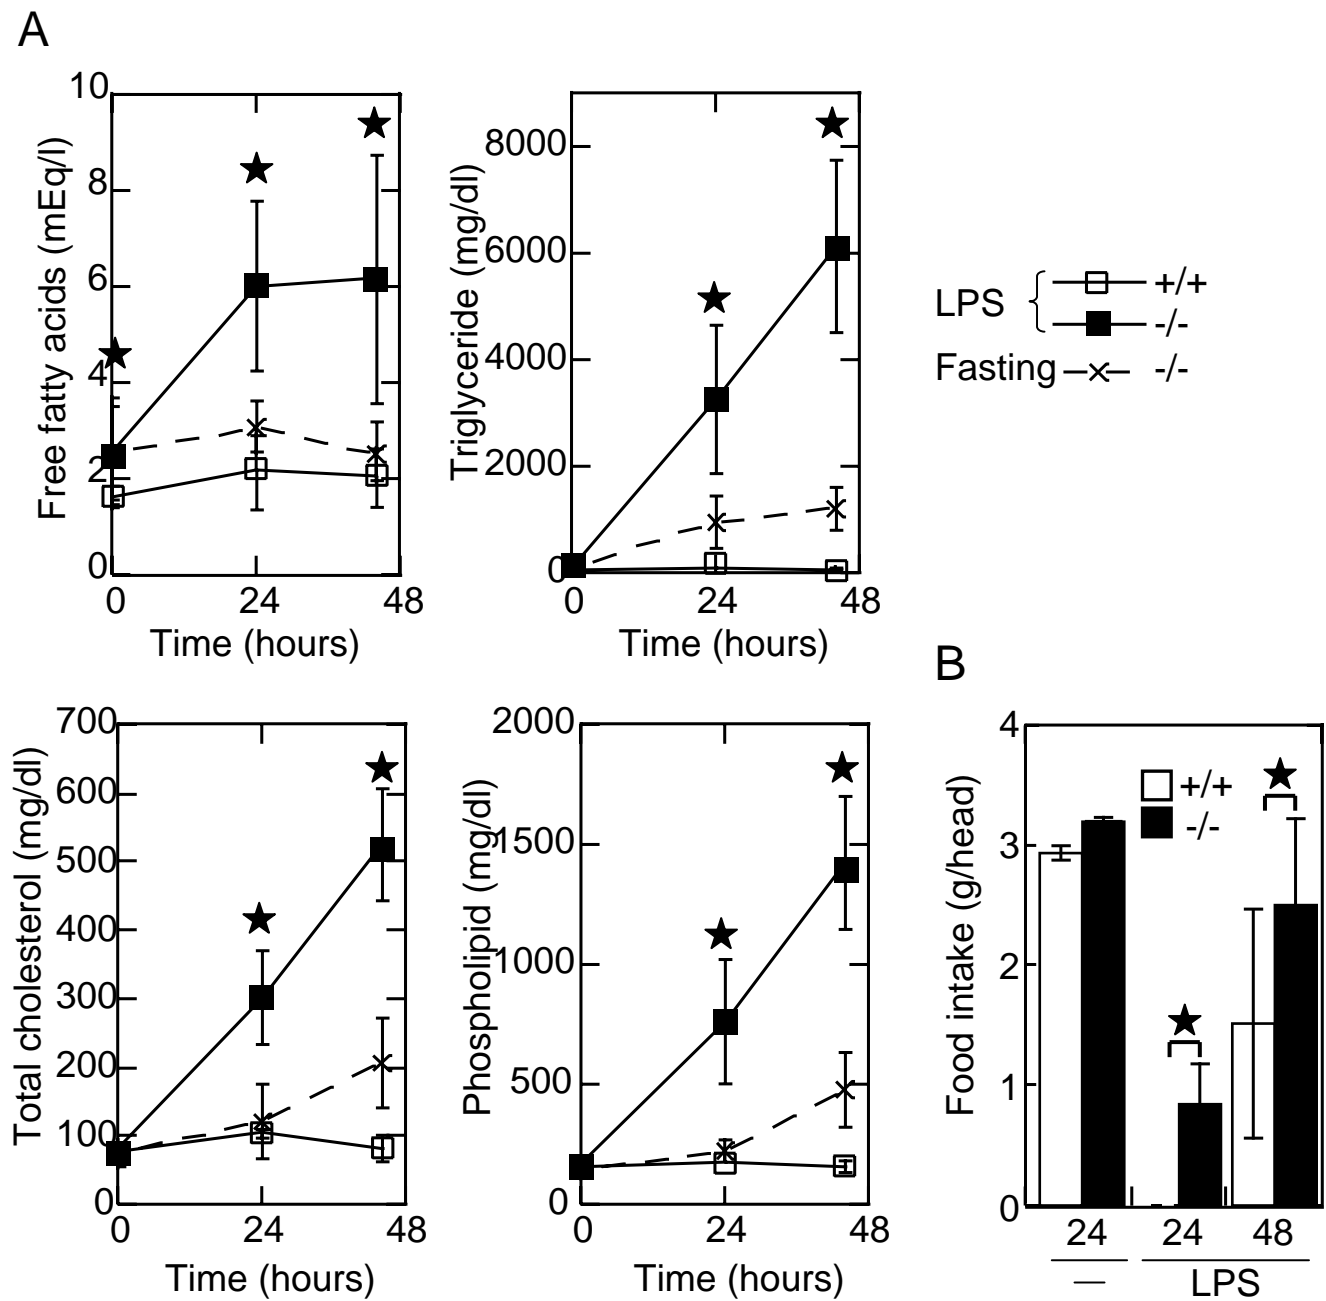 A
10
8
6
4
2
0
Free fatty acids (mEq/l)
0 24 48
Time (hours)
8000
6000
4000
2000
0
Triglyceride (mg/dl)
0 24 48
Time (hours)
LPS
+/+
-/-
Fasting -/-
700
600
500
400
300
200
100
0
Total cholesterol (mg/dl)
0 24 48
Time (hours)
2000
1500
1000
500
0
Phospholipid (mg/dl)
0 24 48
Time (hours)
B
4
3
2
1
0
Food intake (g/head)
+/+
-/-
24 24 48
— LPS